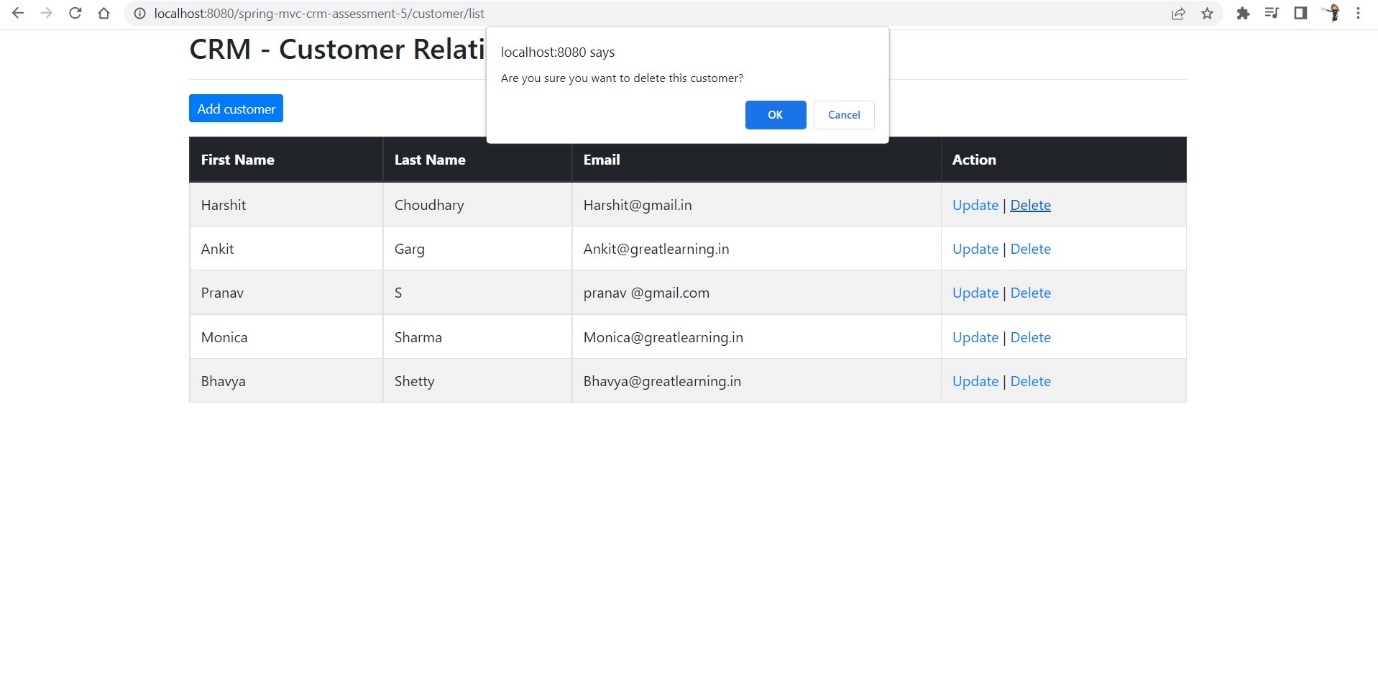 localhost:8080/spring-mvc-crm-assessment-5/customer/list
CRM - Customer Relati
localhost:8080 says
Are you sure you want to delete this customer?
OK Cancel
Add customer
First Name Last Name Email Action
Harshit Choudhary Harshit@gmail.in Update | Delete
Ankit Garg Ankit@greatlearning.in Update | Delete
Pranav S pranav @gmail.com Update | Delete
Monica Sharma Monica@greatlearning.in Update | Delete
Bhavya Shetty Bhavya@greatlearning.in Update | Delete